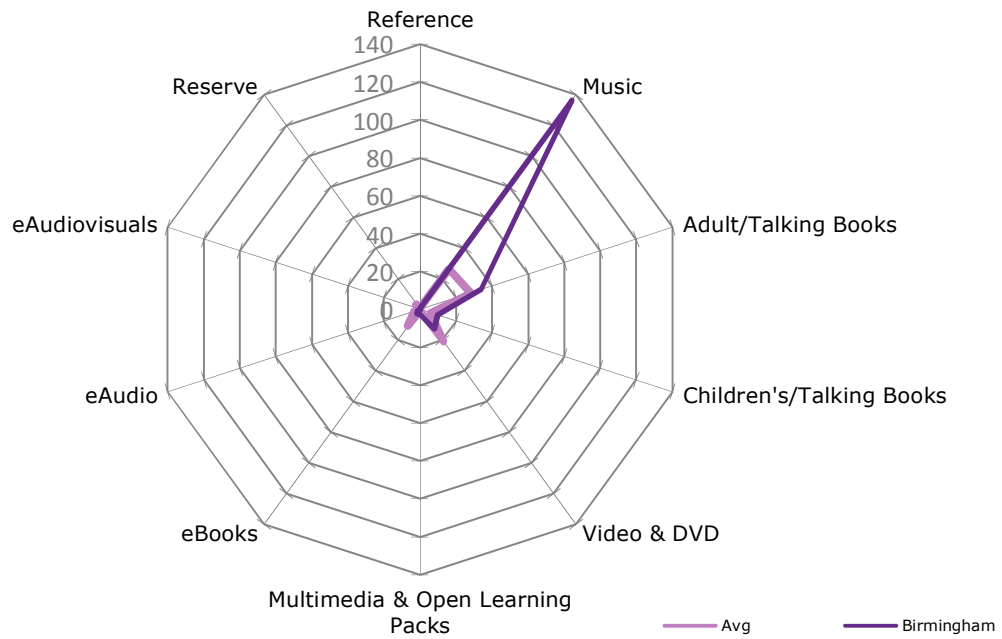 Reference
140
120
100
80
60
40
20
0
Music
Adult/Talking Books
Children's/Talking Books
Video & DVD
Multimedia & Open Learning
Packs
eBooks
eAudio
eAudiovisuals
Reserve
Avg
Birmingham